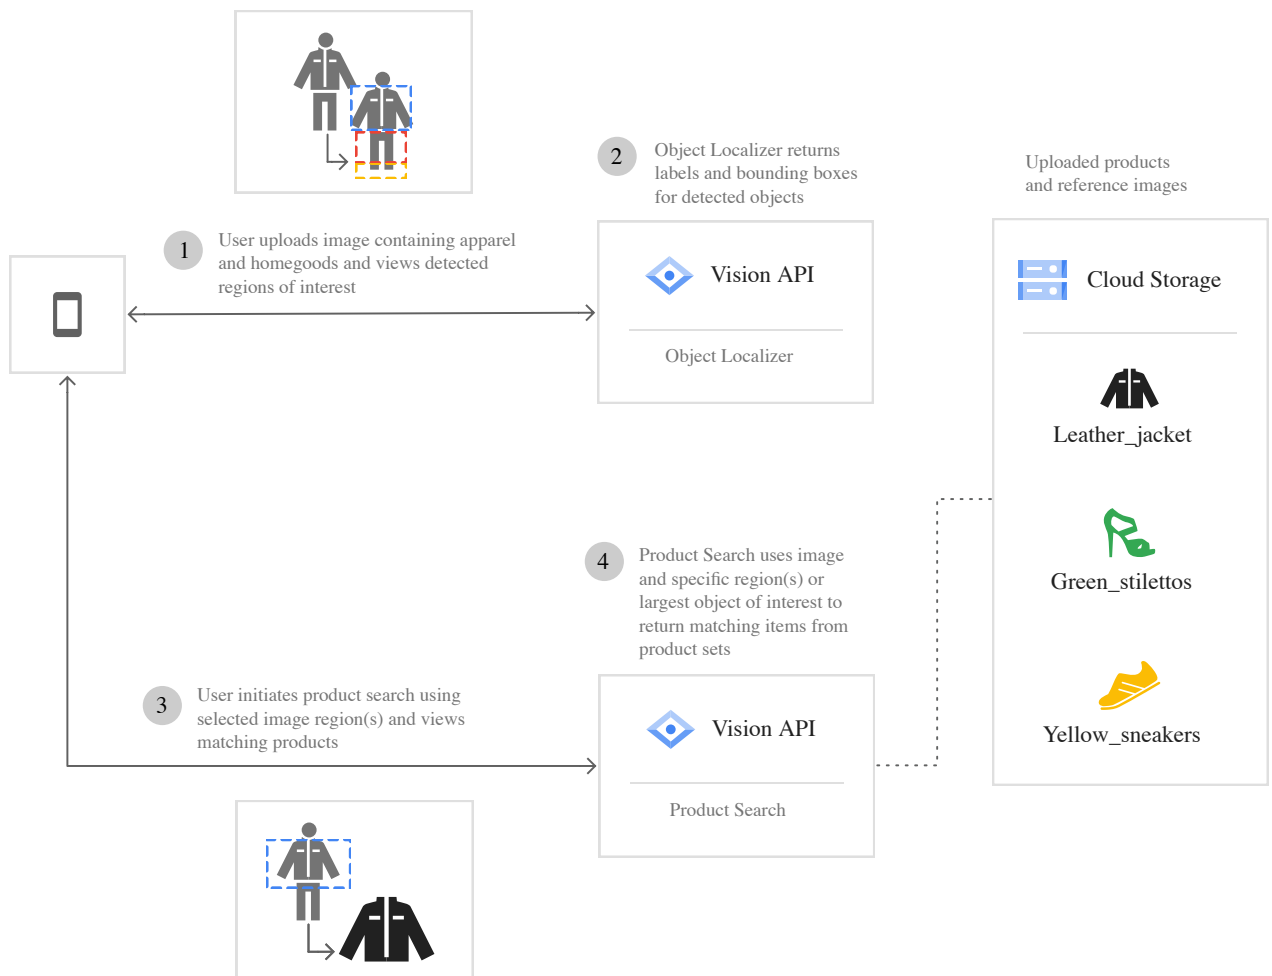 1
User uploads image containing apparel
and homegoods and views detected
regions of interest
2
Object Localizer returns
labels and bounding boxes
for detected objects
Vision API
Object Localizer
3
User initiates product search using
selected image region(s) and views
matching products
4
Product Search uses image
and specific region(s) or
largest object of interest to
return matching items from
product sets
Vision API
Product Search
Uploaded products
and reference images
Cloud Storage
Leather_jacket
Green_stilettos
Yellow_sneakers